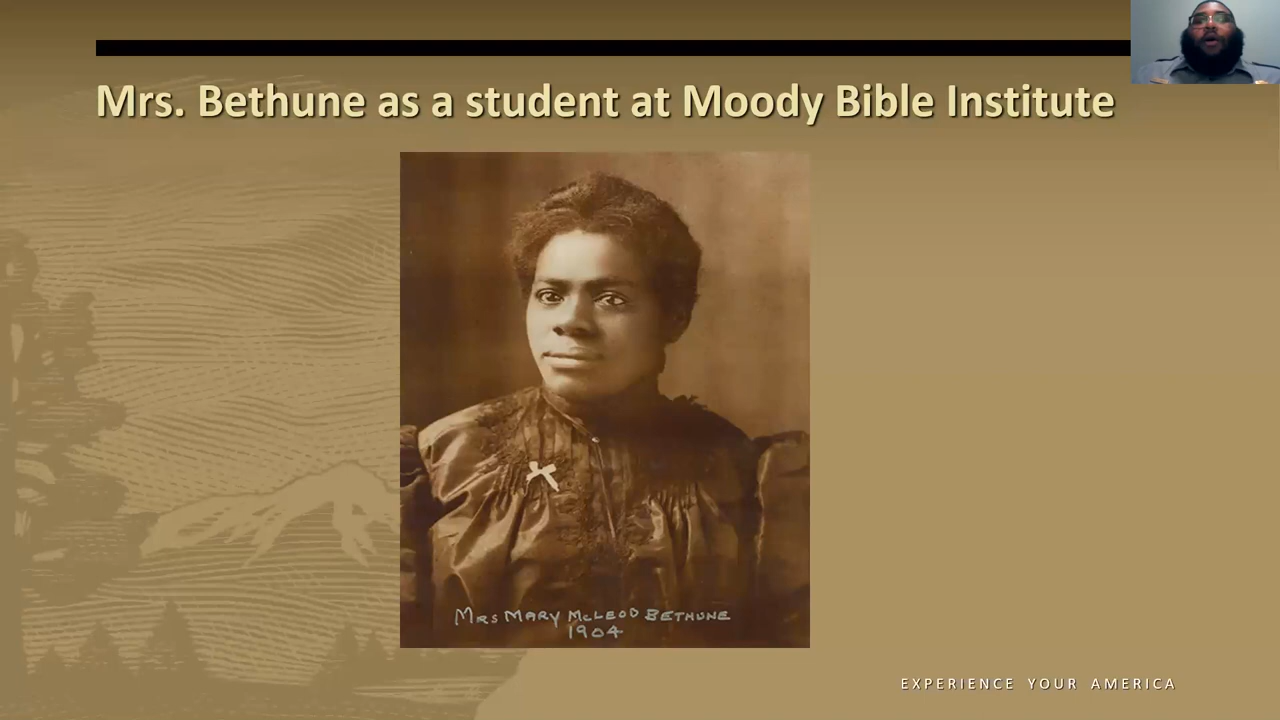 Mrs. Bethune as a student at Moody Bible Institute
MRS MARY MCLEOD BETHUNE
1904
EXPERIENCE YOUR AMERICA